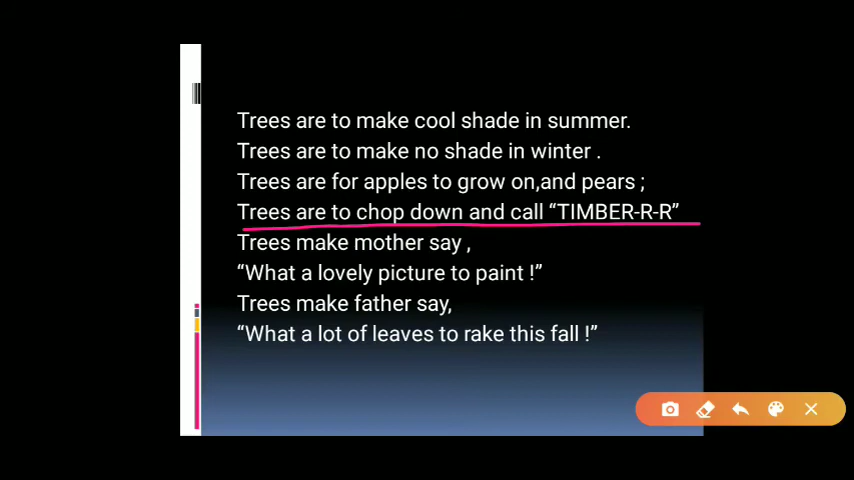 Trees are to make cool shade in summer.
Trees are to make no shade in winter .
Trees are for apples to grow on,and pears ;
Trees are to chop down and call “TIMBER-R-R”
Trees make mother say ,
“What a lovely picture to paint !”
Trees make father say,
“What a lot of leaves to rake this fall !”